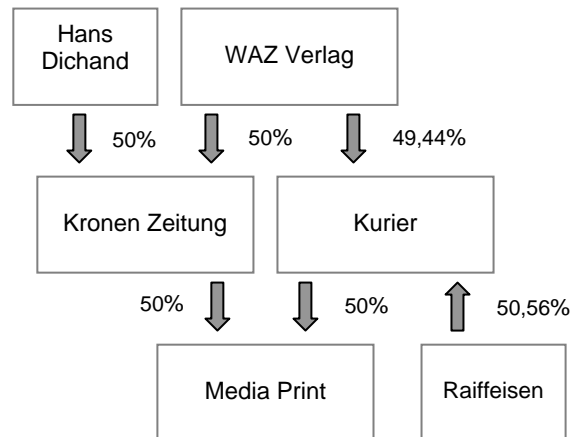 Hans
Dichand
WAZ Verlag
50%
50%
49,44%
Kronen Zeitung
Kurier
50%
50%
50,56%
Media Print
Raiffeisen